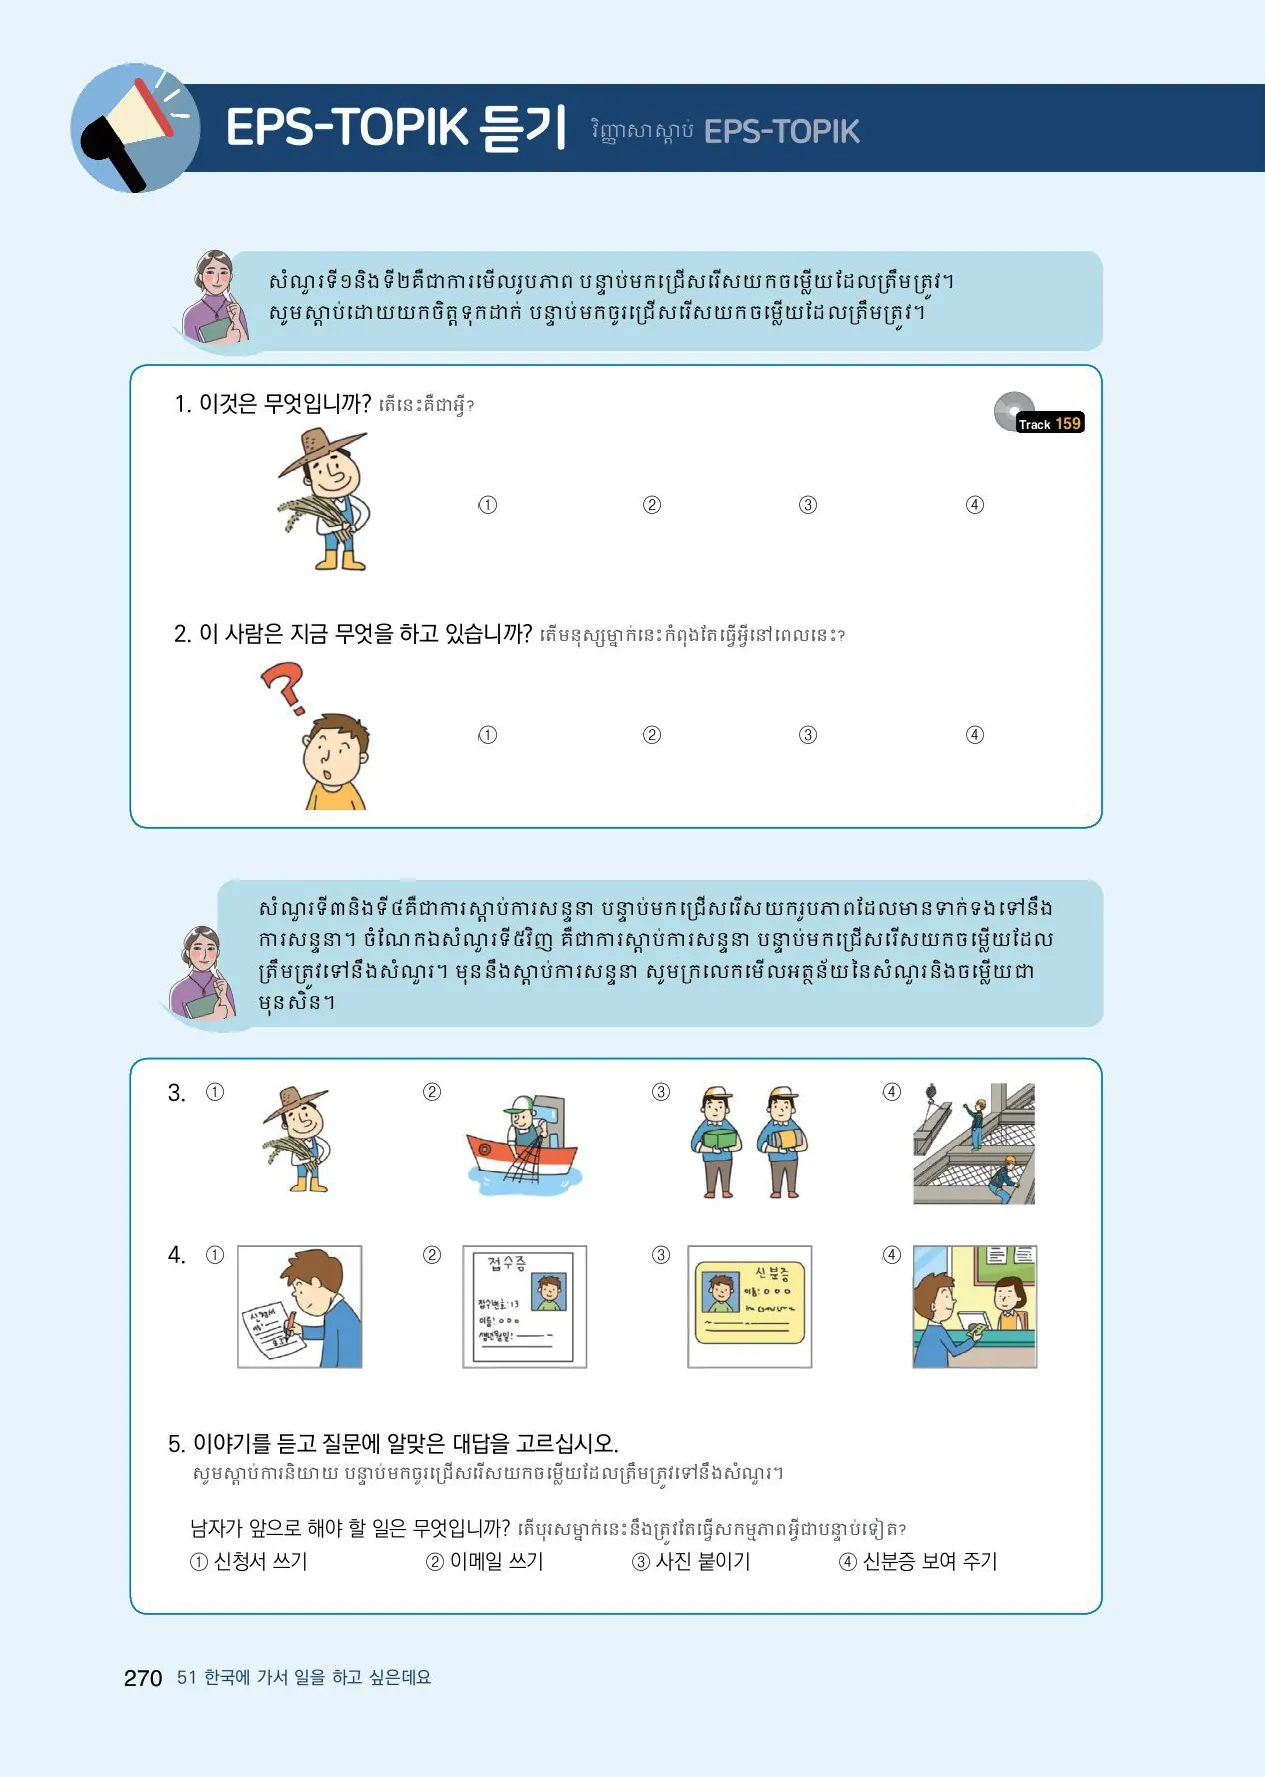 EPS-TOPIK 듣기 វិញ្ញាសាស្ដាប់ EPS-TOPIK
សំណួរទី១និងទី២គឺជាការមើលរូបភាព បន្ទាប់មកជ្រើសរើសយកចម្លើយដែលត្រឹមត្រូវ។
សូមស្ដាប់ដោយយកចិត្តទុកដាក់ បន្ទាប់មកចូរជ្រើសរើសយកចម្លើយដែលត្រឹមត្រូវ។
1. 이것은 무엇입니까? តើនេះគឺជាអ្វី?
Track 159
① ② ③ ④
2. 이 사람은 지금 무엇을 하고 있습니까? តើមនុស្សម្នាក់នេះកំពុងតែធ្វើអ្វីនៅពេលនេះ?
① ② ③ ④
សំណួរទី៣និងទី៤គឺជាការស្ដាប់ការសន្ទនា បន្ទាប់មកជ្រើសរើសយករូបភាពដែលមានទាក់ទងទៅនឹង
ការសន្ទនា។ ចំណែកឯសំណួរទី៥វិញ គឺជាការស្ដាប់ការសន្ទនា បន្ទាប់មកជ្រើសរើសយកចម្លើយដែល
ត្រឹមត្រូវទៅនឹងសំណួរ។ មុននឹងស្ដាប់ការសន្ទនា សូមក្រលេកមើលអត្ថន័យនៃសំណួរនិងចម្លើយជា
មុនសិន។
3. ① ② ③ ④
4. ① ② ③ ④
신청서
접수증
접수번호: 13
이름: ○ ○ ○
생년월일:
신분증
이름: ○ ○ ○
5. 이야기를 듣고 질문에 알맞은 대답을 고르십시오.
សូមស្ដាប់ការនិយាយ បន្ទាប់មកចូរជ្រើសរើសយកចម្លើយដែលត្រឹមត្រូវទៅនឹងសំណួរ។
남자가 앞으로 해야 할 일은 무엇입니까? តើបុរសម្នាក់នេះនឹងត្រូវតែធ្វើសកម្មភាពអ្វីជាបន្ទាប់ទៀត?
① 신청서 쓰기 ② 이메일 쓰기 ③ 사진 붙이기 ④ 신분증 보여 주기
270 51 한국에 가서 일을 하고 싶은데요